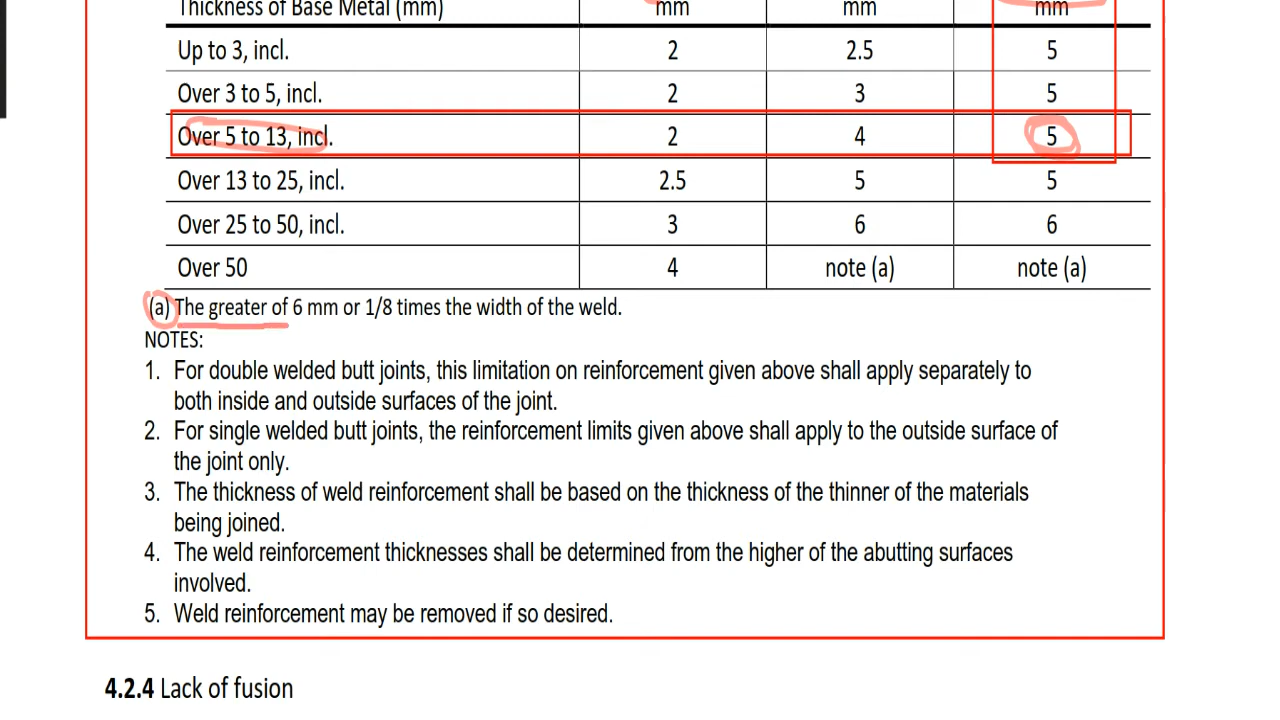 Thickness of Base Metal (mm) mm mm mm
Up to 3, incl. 2 2.5 5
Over 3 to 5, incl. 2 3 5
Over 5 to 13, incl. 2 4 5
Over 13 to 25, incl. 2.5 5 5
Over 25 to 50, incl. 3 6 6
Over 50 4 note (a) note (a)
(a) The greater of 6 mm or 1/8 times the width of the weld.
NOTES:
1. For double welded butt joints, this limitation on reinforcement given above shall apply separately to
both inside and outside surfaces of the joint.
2. For single welded butt joints, the reinforcement limits given above shall apply to the outside surface of
the joint only.
3. The thickness of weld reinforcement shall be based on the thickness of the thinner of the materials
being joined.
4. The weld reinforcement thicknesses shall be determined from the higher of the abutting surfaces
involved.
5. Weld reinforcement may be removed if so desired.
4.2.4 Lack of fusion